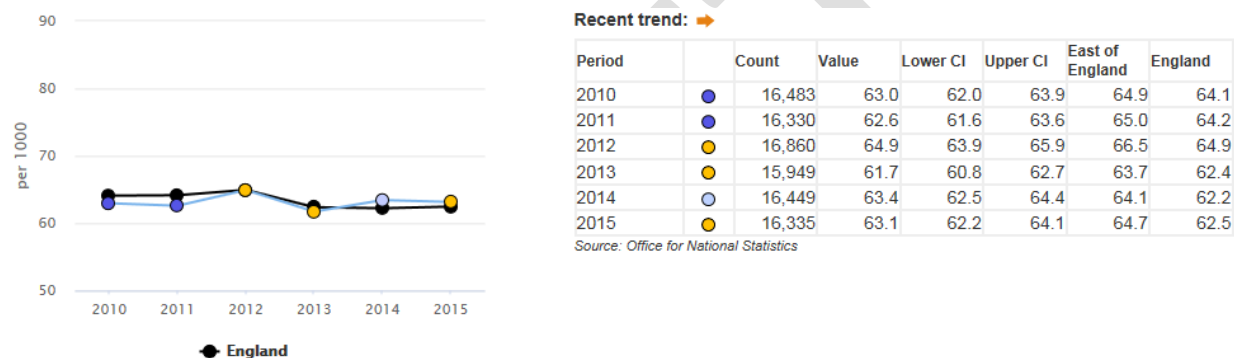 90
80
70
60
50
per 1000
2010 2011 2012 2013 2014 2015
England
Recent trend:
Period Count Value Lower CI Upper CI East of England England
2010 16,483 63.0 62.0 63.9 64.9 64.1
2011 16,330 62.6 61.6 63.6 65.0 64.2
2012 16,860 64.9 63.9 65.9 66.5 64.9
2013 15,949 61.7 60.8 62.7 63.7 62.4
2014 16,449 63.4 62.5 64.4 64.1 62.2
2015 16,335 63.1 62.2 64.1 64.7 62.5
Source: Office for National Statistics